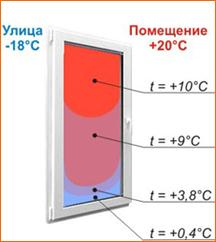 Улица
-18°C
Помещение
+20°C
t = +10°C
t = +9°C
t = +3,8°C
t = +0,4°C